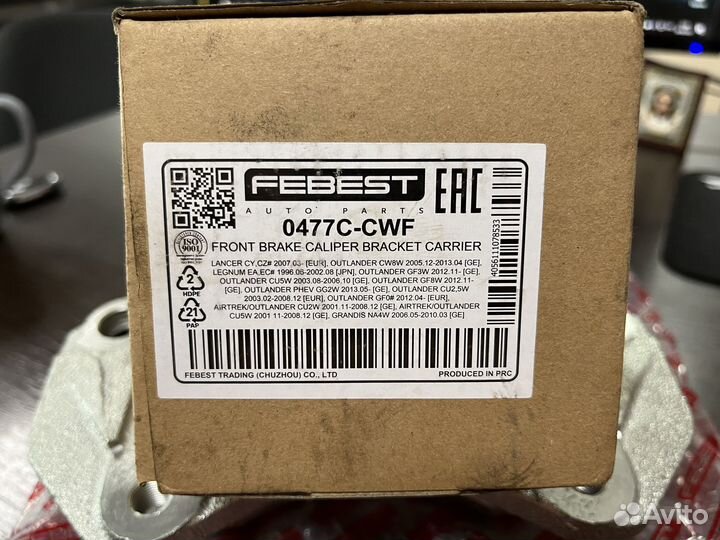 FEBEST
AUTO PARTS
EAC
0477C-CWF
FRONT BRAKE CALIPER BRACKET CARRIER
ISO
9001
2
HDPE
21
PAP
LANCER CY,CZ# 2007.03- [EUR], OUTLANDER CW8W 2005.12-2013.04 [GE],
LEGNUM EA,EC# 1996.08-2002.08 [JPN], OUTLANDER GF3W 2012.11- [GE],
OUTLANDER CU5W 2003.08-2006.10 [GE], OUTLANDER GF8W 2012.11-
[GE], OUTLANDER PHEV GG2W 2013.05- [GE], OUTLANDER CU2,5W
2003.02-2008.12 [EUR], OUTLANDER GF0# 2012.04- [EUR],
AIRTREK/OUTLANDER CU2W 2001.11-2008.12 [GE], AIRTREK/OUTLANDER
CU5W 2001.11-2008.12 [GE], GRANDIS NA4W 2006.05-2010.03 [GE]
4056111078533
FEBEST TRADING (CHUZHOU) CO., LTD
PRODUCED IN PRC
Avito